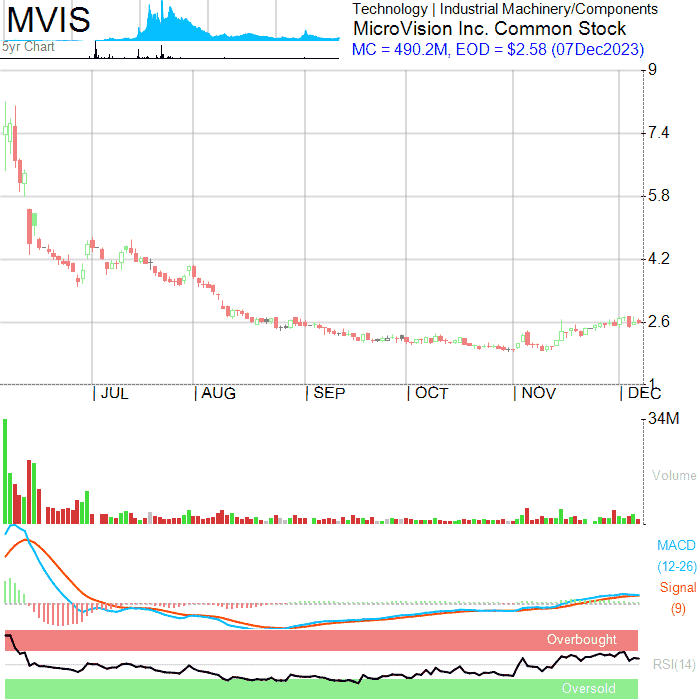 MVIS
5yr Chart
Technology | Industrial Machinery/Components
MicroVision Inc. Common Stock
MC = 490.2M, EOD = $2.58 (07Dec2023)
9
7.4
5.8
4.2
2.6
1
| JUL | AUG | SEP | OCT | NOV | DEC
34M
Volume
MACD
(12-26)
Signal
(9)
Overbought
RSI(14)
Oversold